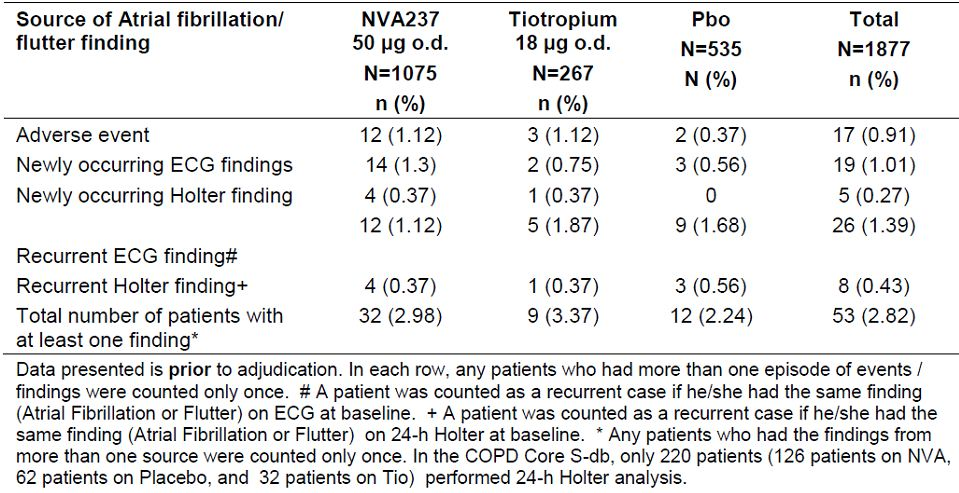 Source of Atrial fibrillation/ NVA237 Tiotropium Pbo Total
flutter finding 50 µg o.d. 18 µg o.d. N=535 N=1877
N=1075 N=267 N (%) n (%)
n (%) n (%)
Adverse event 12 (1.12) 3 (1.12) 2 (0.37) 17 (0.91)
Newly occurring ECG findings 14 (1.3) 2 (0.75) 3 (0.56) 19 (1.01)
Newly occurring Holter finding 4 (0.37) 1 (0.37) 0 5 (0.27)
12 (1.12) 5 (1.87) 9 (1.68) 26 (1.39)
Recurrent ECG finding#
Recurrent Holter finding+ 4 (0.37) 1 (0.37) 3 (0.56) 8 (0.43)
Total number of patients with 32 (2.98) 9 (3.37) 12 (2.24) 53 (2.82)
at least one finding*
Data presented is prior to adjudication. In each row, any patients who had more than one episode of events /
findings were counted only once. # A patient was counted as a recurrent case if he/she had the same finding
(Atrial Fibrillation or Flutter) on ECG at baseline. + A patient was counted as a recurrent case if he/she had the
same finding (Atrial Fibrillation or Flutter) on 24-h Holter at baseline. * Any patients who had the findings from
more than one source were counted only once. In the COPD Core S-db, only 220 patients (126 patients on NVA,
62 patients on Placebo, and 32 patients on Tio) performed 24-h Holter analysis.